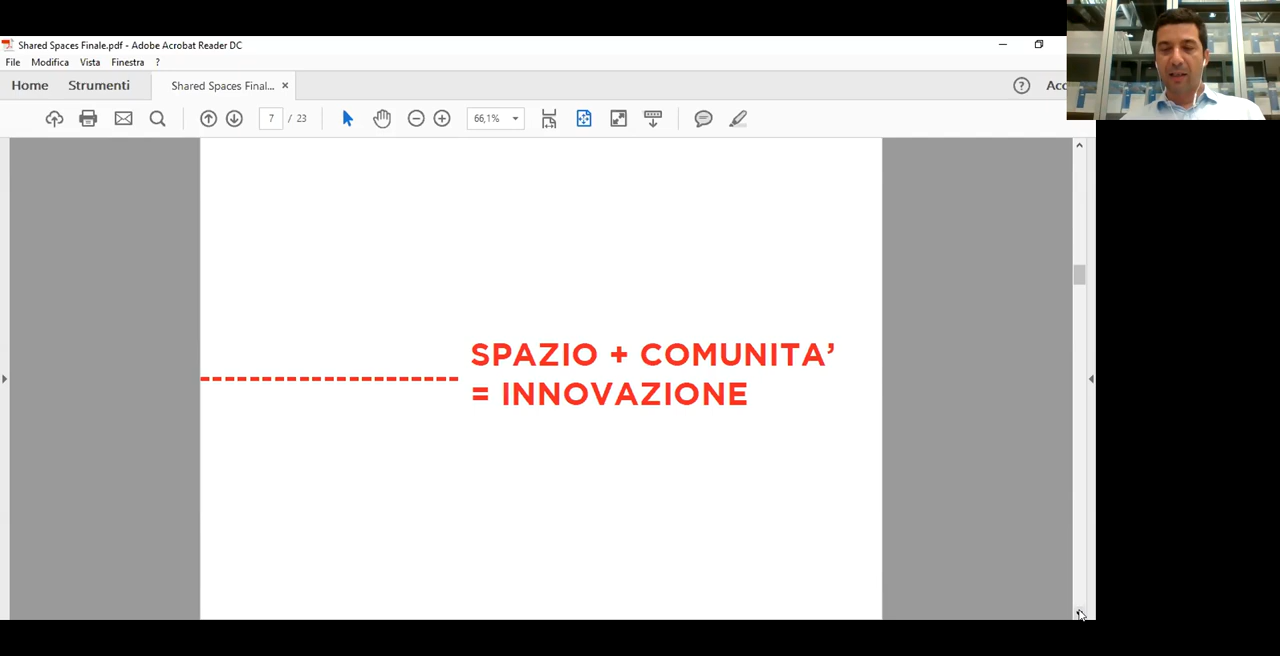 Shared Spaces Finale.pdf - Adobe Acrobat Reader DC
File Modifica Vista Finestra ?
Home Strumenti Shared Spaces Final... ×
7 / 23 66,1%
SPAZIO + COMUNITA’
= INNOVAZIONE